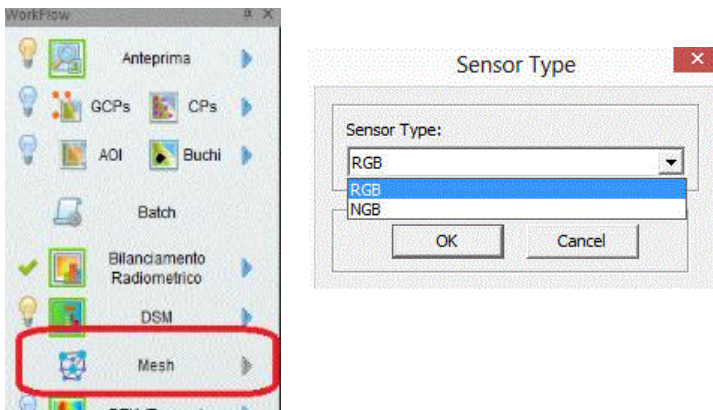 WorkFlow
Anteprima
GCPs CPs
AOI Buchi
Batch
Bilanciamento
Radiometrico
DSM
Mesh
Sensor Type
Sensor Type:
RGB
RGB
NGB
OK Cancel